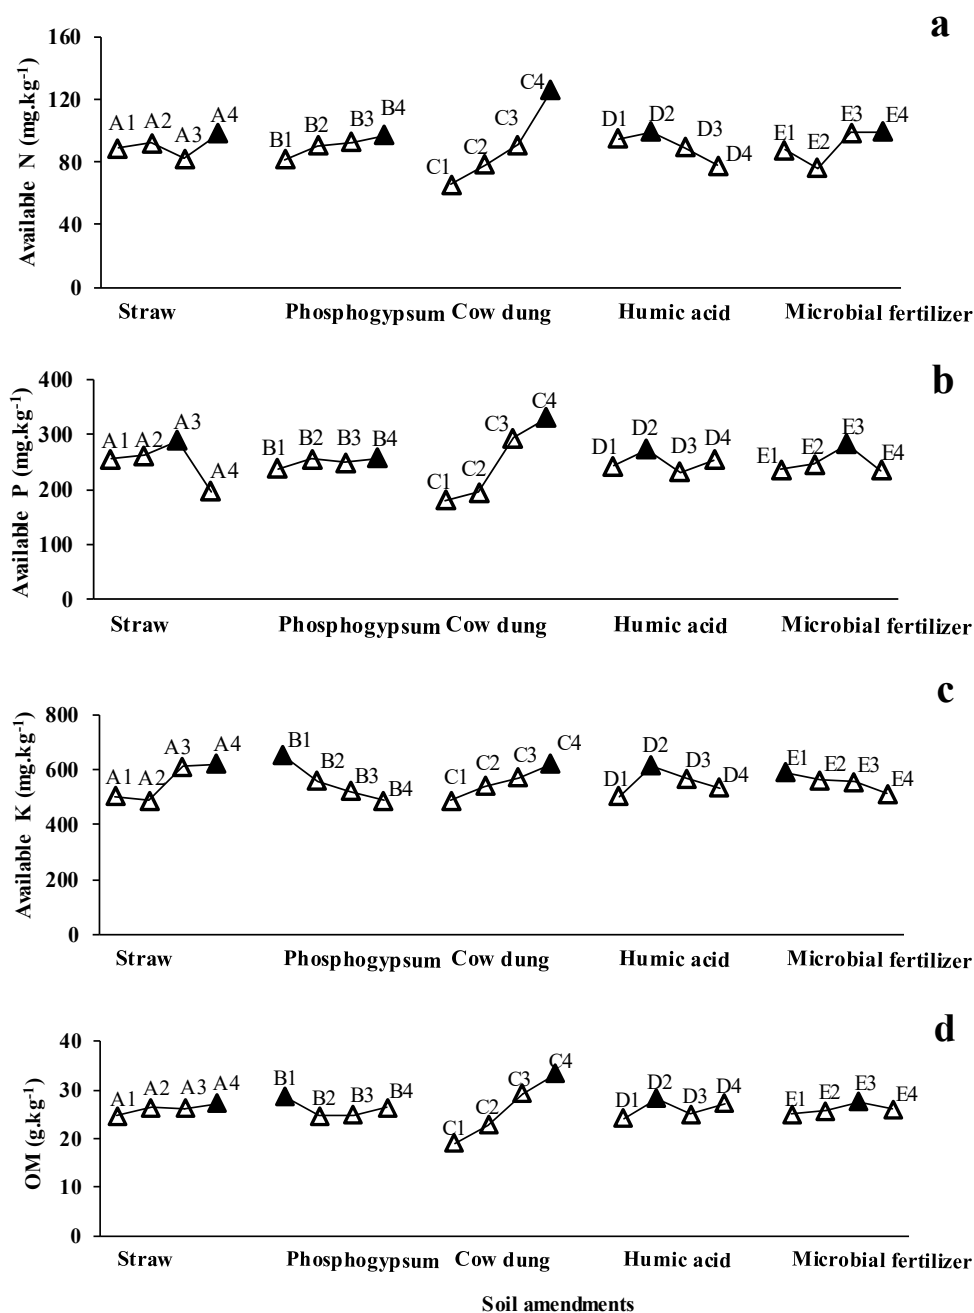 a
Available N (mg.kg-1)
160
120
80
40
0
A1 A2 A3 A4
B1 B2 B3 B4
C1 C2 C3 C4
D1 D2 D3 D4
E1 E2 E3 E4
Straw Phosphogypsum Cow dung Humic acid Microbial fertilizer
b
Available P (mg.kg-1)
400
300
200
100
0
A1 A2 A3 A4
B1 B2 B3 B4
C1 C2 C3 C4
D1 D2 D3 D4
E1 E2 E3 E4
Straw Phosphogypsum Cow dung Humic acid Microbial fertilizer
c
Available K (mg.kg-1)
800
600
400
200
0
A1 A2 A3 A4
B1 B2 B3 B4
C1 C2 C3 C4
D1 D2 D3 D4
E1 E2 E3 E4
Straw Phosphogypsum Cow dung Humic acid Microbial fertilizer
d
OM (g.kg-1)
40
30
20
10
0
A1 A2 A3 A4
B1 B2 B3 B4
C1 C2 C3 C4
D1 D2 D3 D4
E1 E2 E3 E4
Straw Phosphogypsum Cow dung Humic acid Microbial fertilizer
Soil amendments